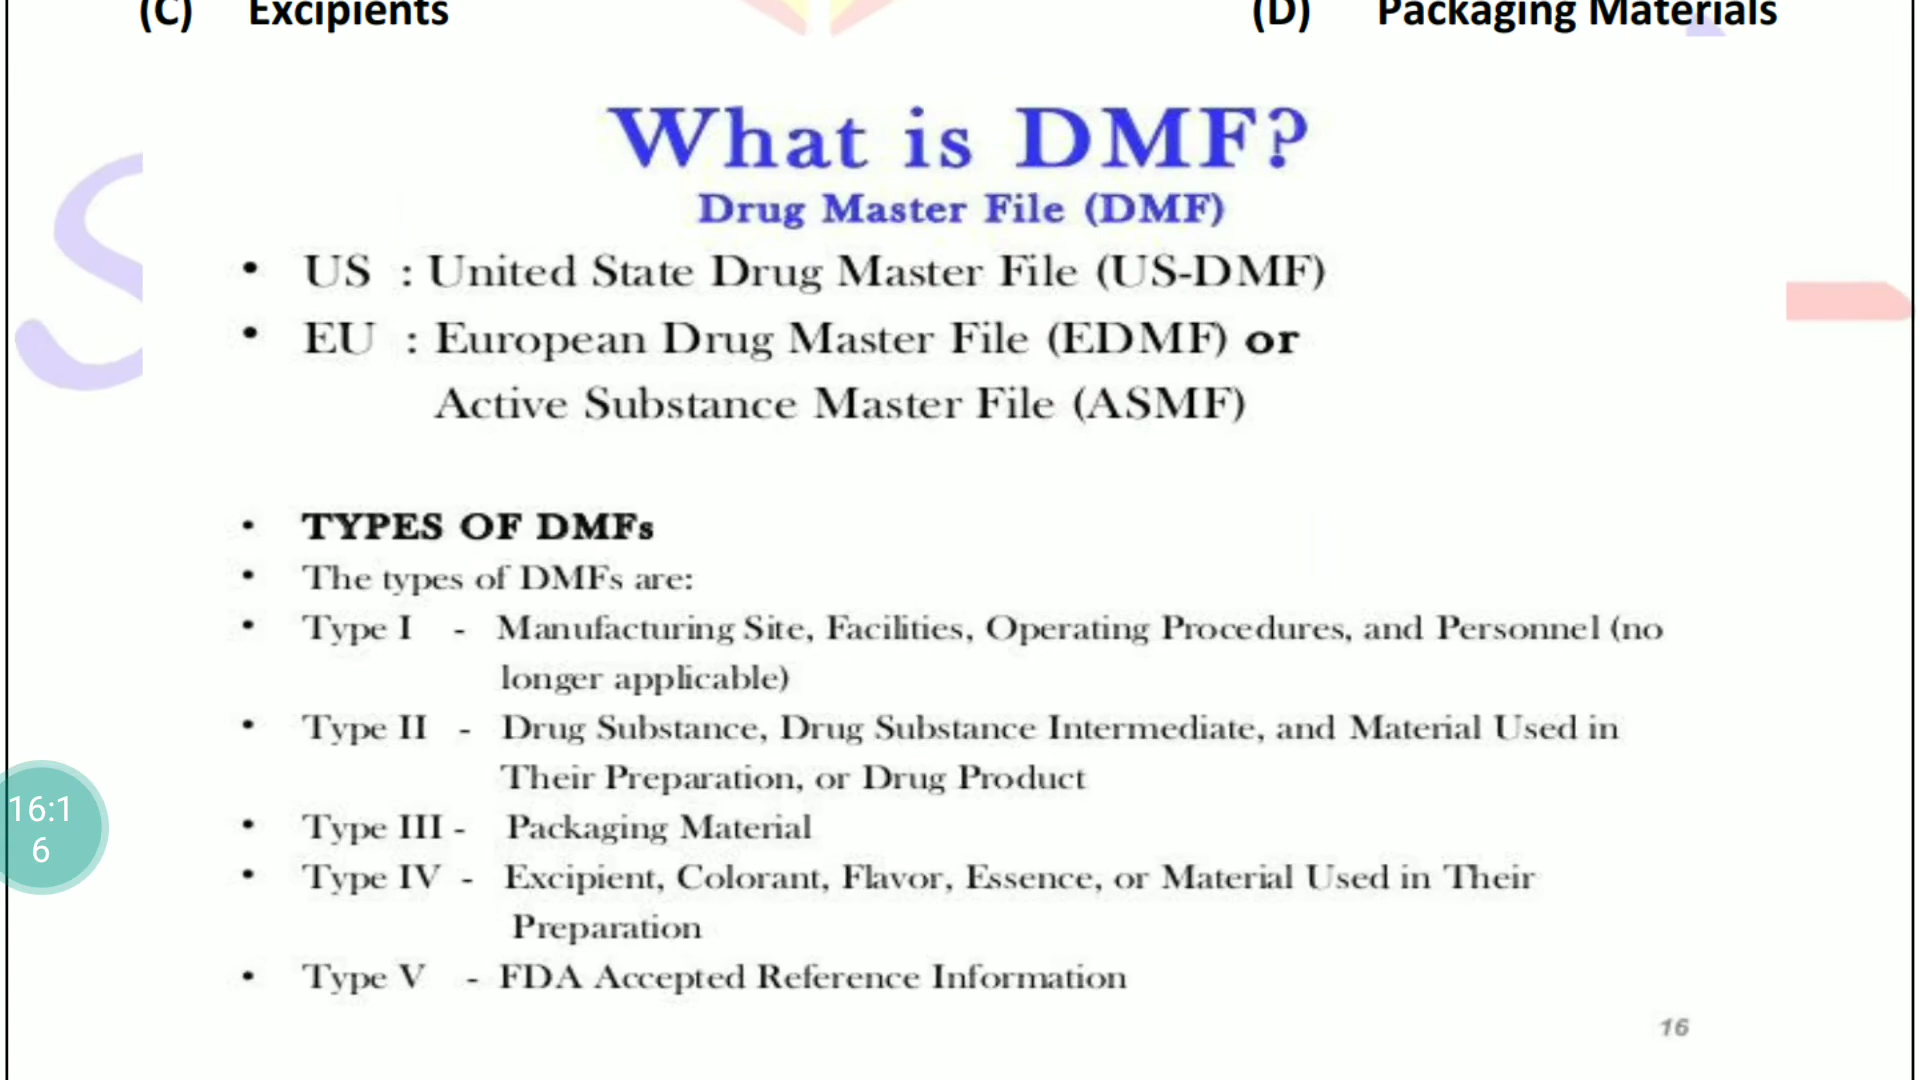 (C) Excipients (D) Packaging Materials
What is DMF?
Drug Master File (DMF)
• US : United State Drug Master File (US-DMF)
• EU : European Drug Master File (EDMF) or
Active Substance Master File (ASMF)
• TYPES OF DMFs
• The types of DMFs are:
• Type I - Manufacturing Site, Facilities, Operating Procedures, and Personnel (no
longer applicable)
• Type II - Drug Substance, Drug Substance Intermediate, and Material Used in
Their Preparation, or Drug Product
• Type III - Packaging Material
• Type IV - Excipient, Colorant, Flavor, Essence, or Material Used in Their
Preparation
• Type V - FDA Accepted Reference Information
16:1
6
16